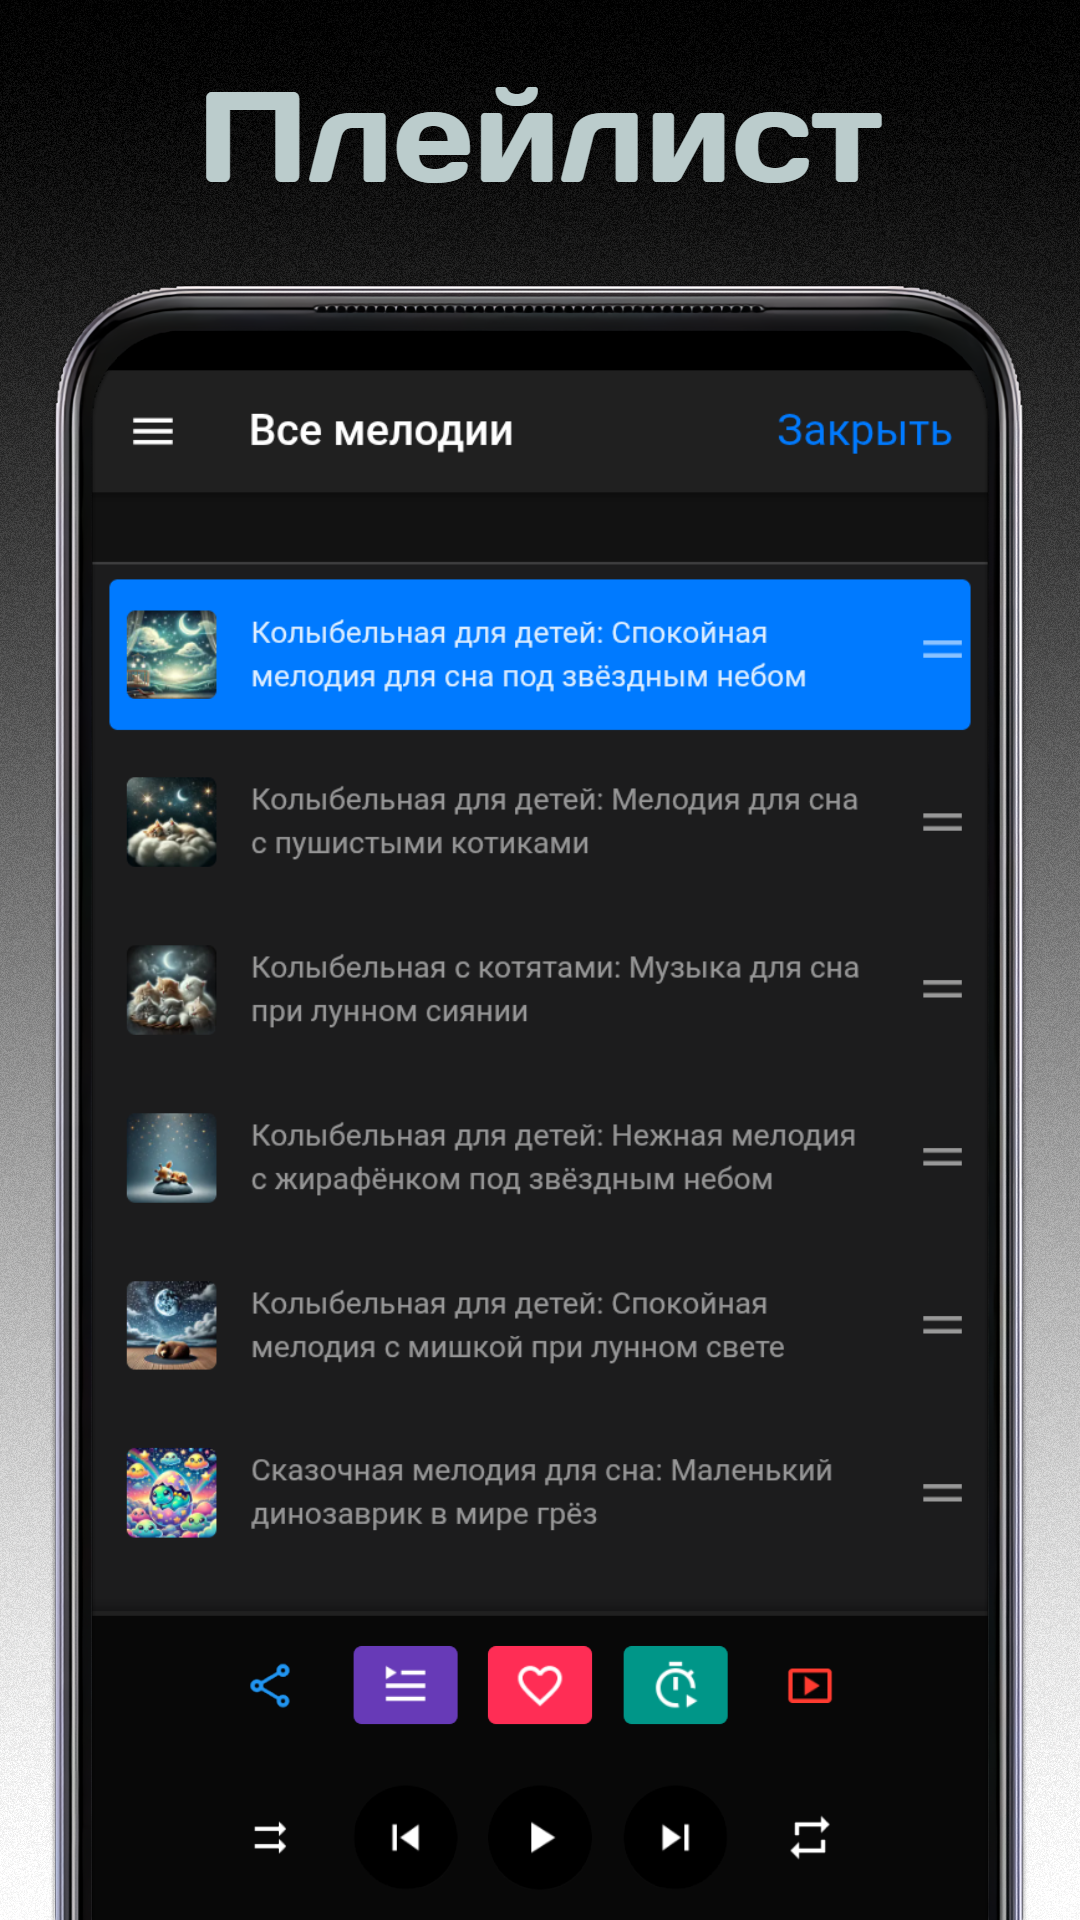 Плейлист
Все мелодии
Закрыть
Колыбельная для детей: Спокойная
мелодия для сна под звёздным небом
Колыбельная для детей: Мелодия для сна
с пушистыми котиками
Колыбельная с котятами: Музыка для сна
при лунном сиянии
Колыбельная для детей: Нежная мелодия
с жирафёнком под звёздным небом
Колыбельная для детей: Спокойная
мелодия с мишкой при лунном свете
Сказочная мелодия для сна: Маленький
динозаврик в мире грёз